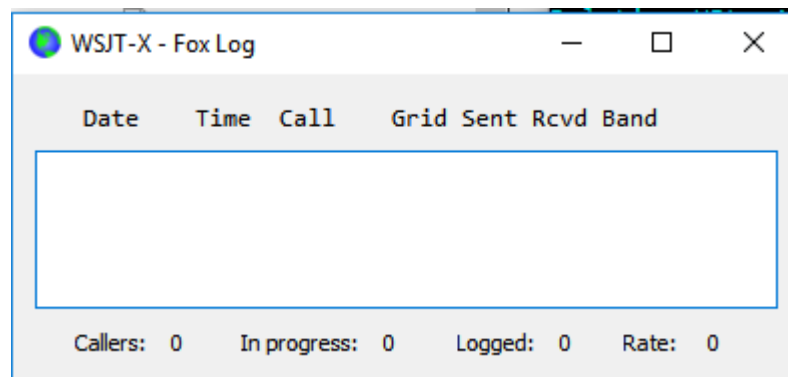 WSJT-X - Fox Log
Date Time Call Grid Sent Rcvd Band
Callers: 0 In progress: 0 Logged: 0 Rate: 0